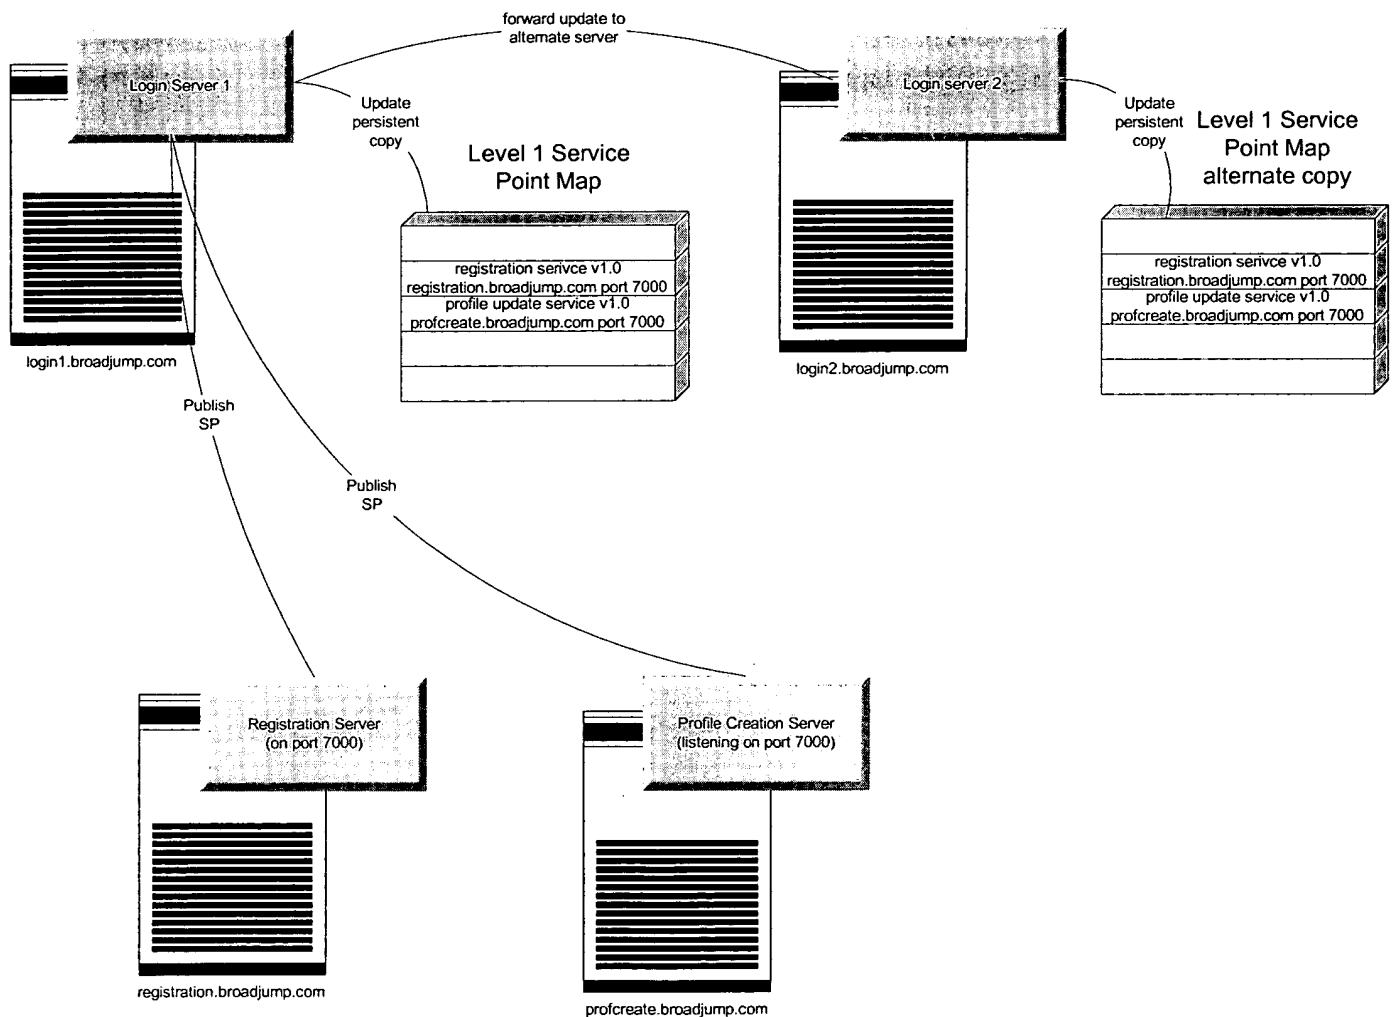 forward update to
alternate server
Login Server 1
Login server 2
Update
persistent
copy
Update
persistent
copy
Level 1 Service
Point Map
Level 1 Service
Point Map
alternate copy
registration serivce v1.0
registration.broadjump.com port 7000
profile update service v1.0
profcreate.broadjump.com port 7000
registration serivce v1.0
registration.broadjump.com port 7000
profile update service v1.0
profcreate.broadjump.com port 7000
login1.broadjump.com
login2.broadjump.com
Publish
SP
Publish
SP
Registration Server
(on port 7000)
Profile Creation Server
(listening on port 7000)
registration.broadjump.com
profcreate.broadjump.com